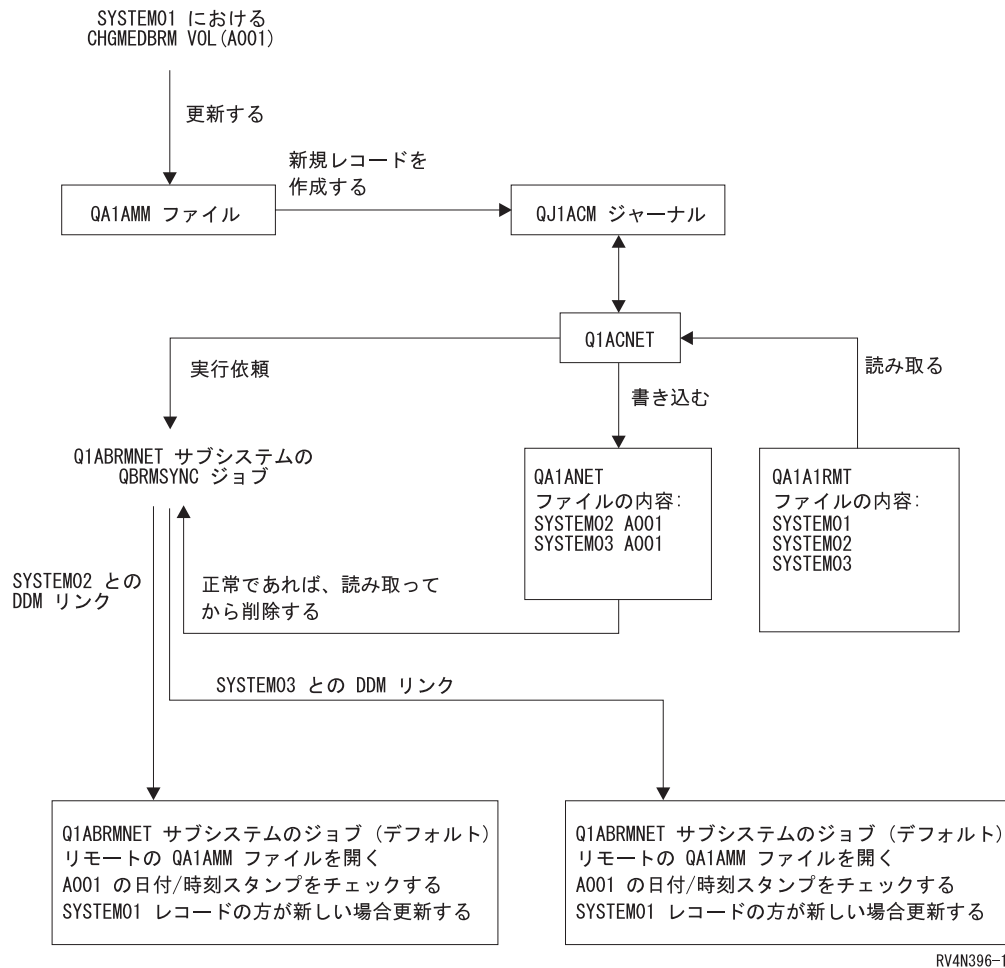 SYSTEM01 における
CHGMEDBRM VOL(A001)
更新する
新規レコードを
作成する
QA1AMM ファイル
QJ1ACM ジャーナル
Q1ACNET
実行依頼
読み取る
書き込む
Q1ABRMNET サブシステムの
QBRMSYNC ジョブ
QA1ANET
ファイルの内容:
SYSTEM02 A001
SYSTEM03 A001
QA1A1RMT
ファイルの内容:
SYSTEM01
SYSTEM02
SYSTEM03
SYSTEM02 との
DDM リンク
正常であれば、読み取って
から削除する
SYSTEM03 との DDM リンク
Q1ABRMNET サブシステムのジョブ (デフォルト)
リモートの QA1AMM ファイルを開く
A001 の日付/時刻スタンプをチェックする
SYSTEM01 レコードの方が新しい場合更新する
Q1ABRMNET サブシステムのジョブ (デフォルト)
リモートの QA1AMM ファイルを開く
A001 の日付/時刻スタンプをチェックする
SYSTEM01 レコードの方が新しい場合更新する
RV4N396-1